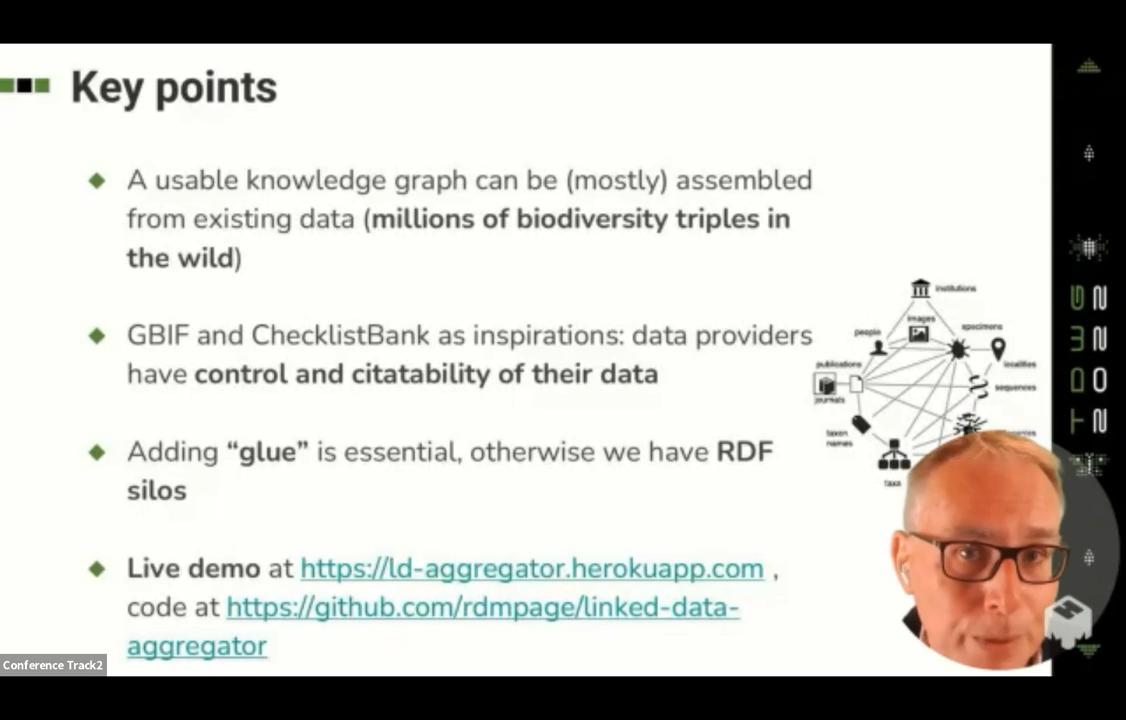 Key points
A usable knowledge graph can be (mostly) assembled
from existing data (millions of biodiversity triples in
the wild)
GBIF and ChecklistBank as inspirations: data providers
have control and citatability of their data
Adding “glue” is essential, otherwise we have RDF
silos
Live demo at https://ld-aggregator.herokuapp.com ,
code at https://github.com/rdmpage/linked-data-
aggregator
institutions
images
people
specimens
publications
localities
sequences
journals
taxon
names
taxa
Conference Track2